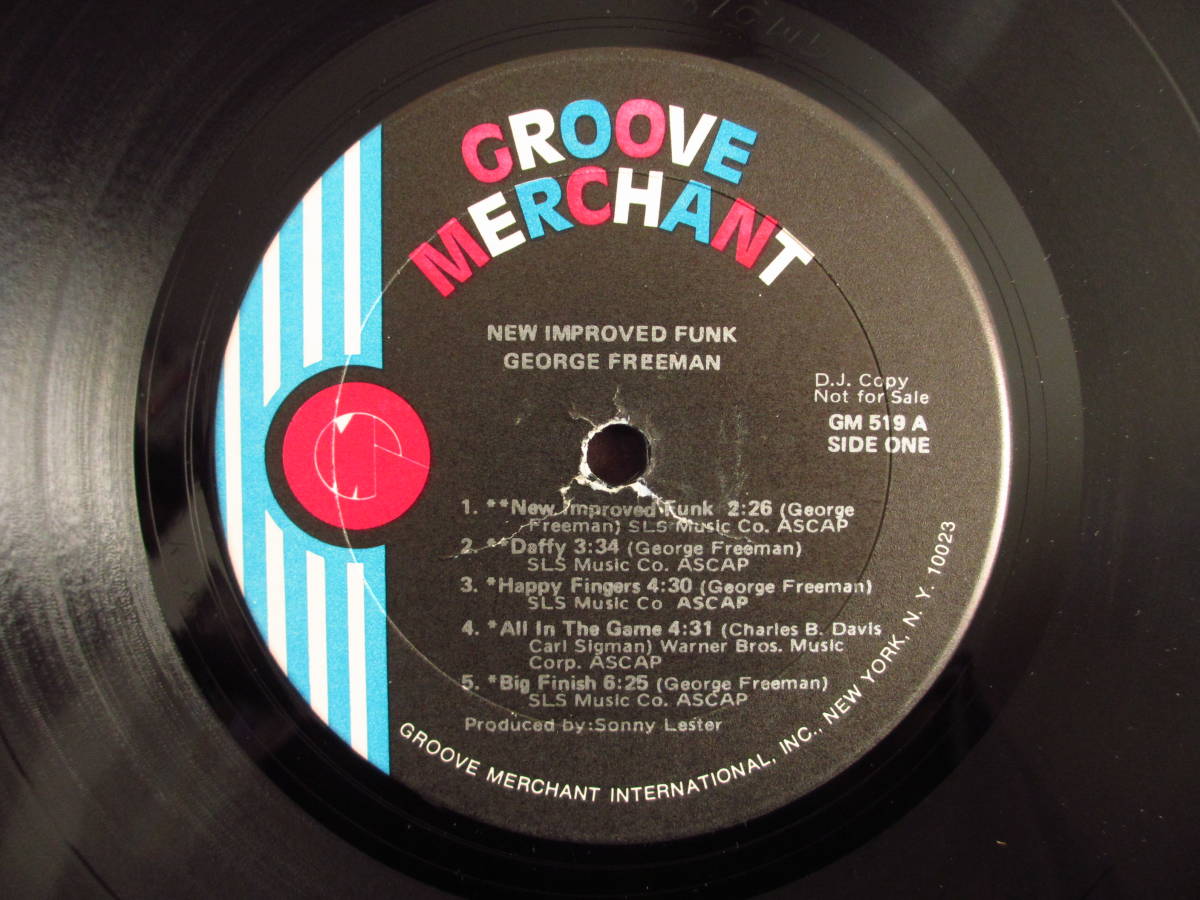 GROOVE
MERCHANT
NEW IMPROVED FUNK
GEORGE FREEMAN
D.J. Copy
Not for Sale
GM 519 A
SIDE ONE
1. **New Improved Funk 2:26 (George
Freeman) SLS Music Co. ASCAP
2. **Daffy 3:34 (George Freeman)
SLS Music Co. ASCAP
3. *Happy Fingers 4:30 (George Freeman)
SLS Music Co ASCAP
4. *All In The Game 4:31 (Charles B. Davis
Carl Sigman) Warner Bros. Music
Corp. ASCAP
5. *Big Finish 6:25 (George Freeman)
SLS Music Co. ASCAP
Produced by: Sonny Lester
GROOVE MERCHANT INTERNATIONAL, INC., NEW YORK, N. Y. 10023